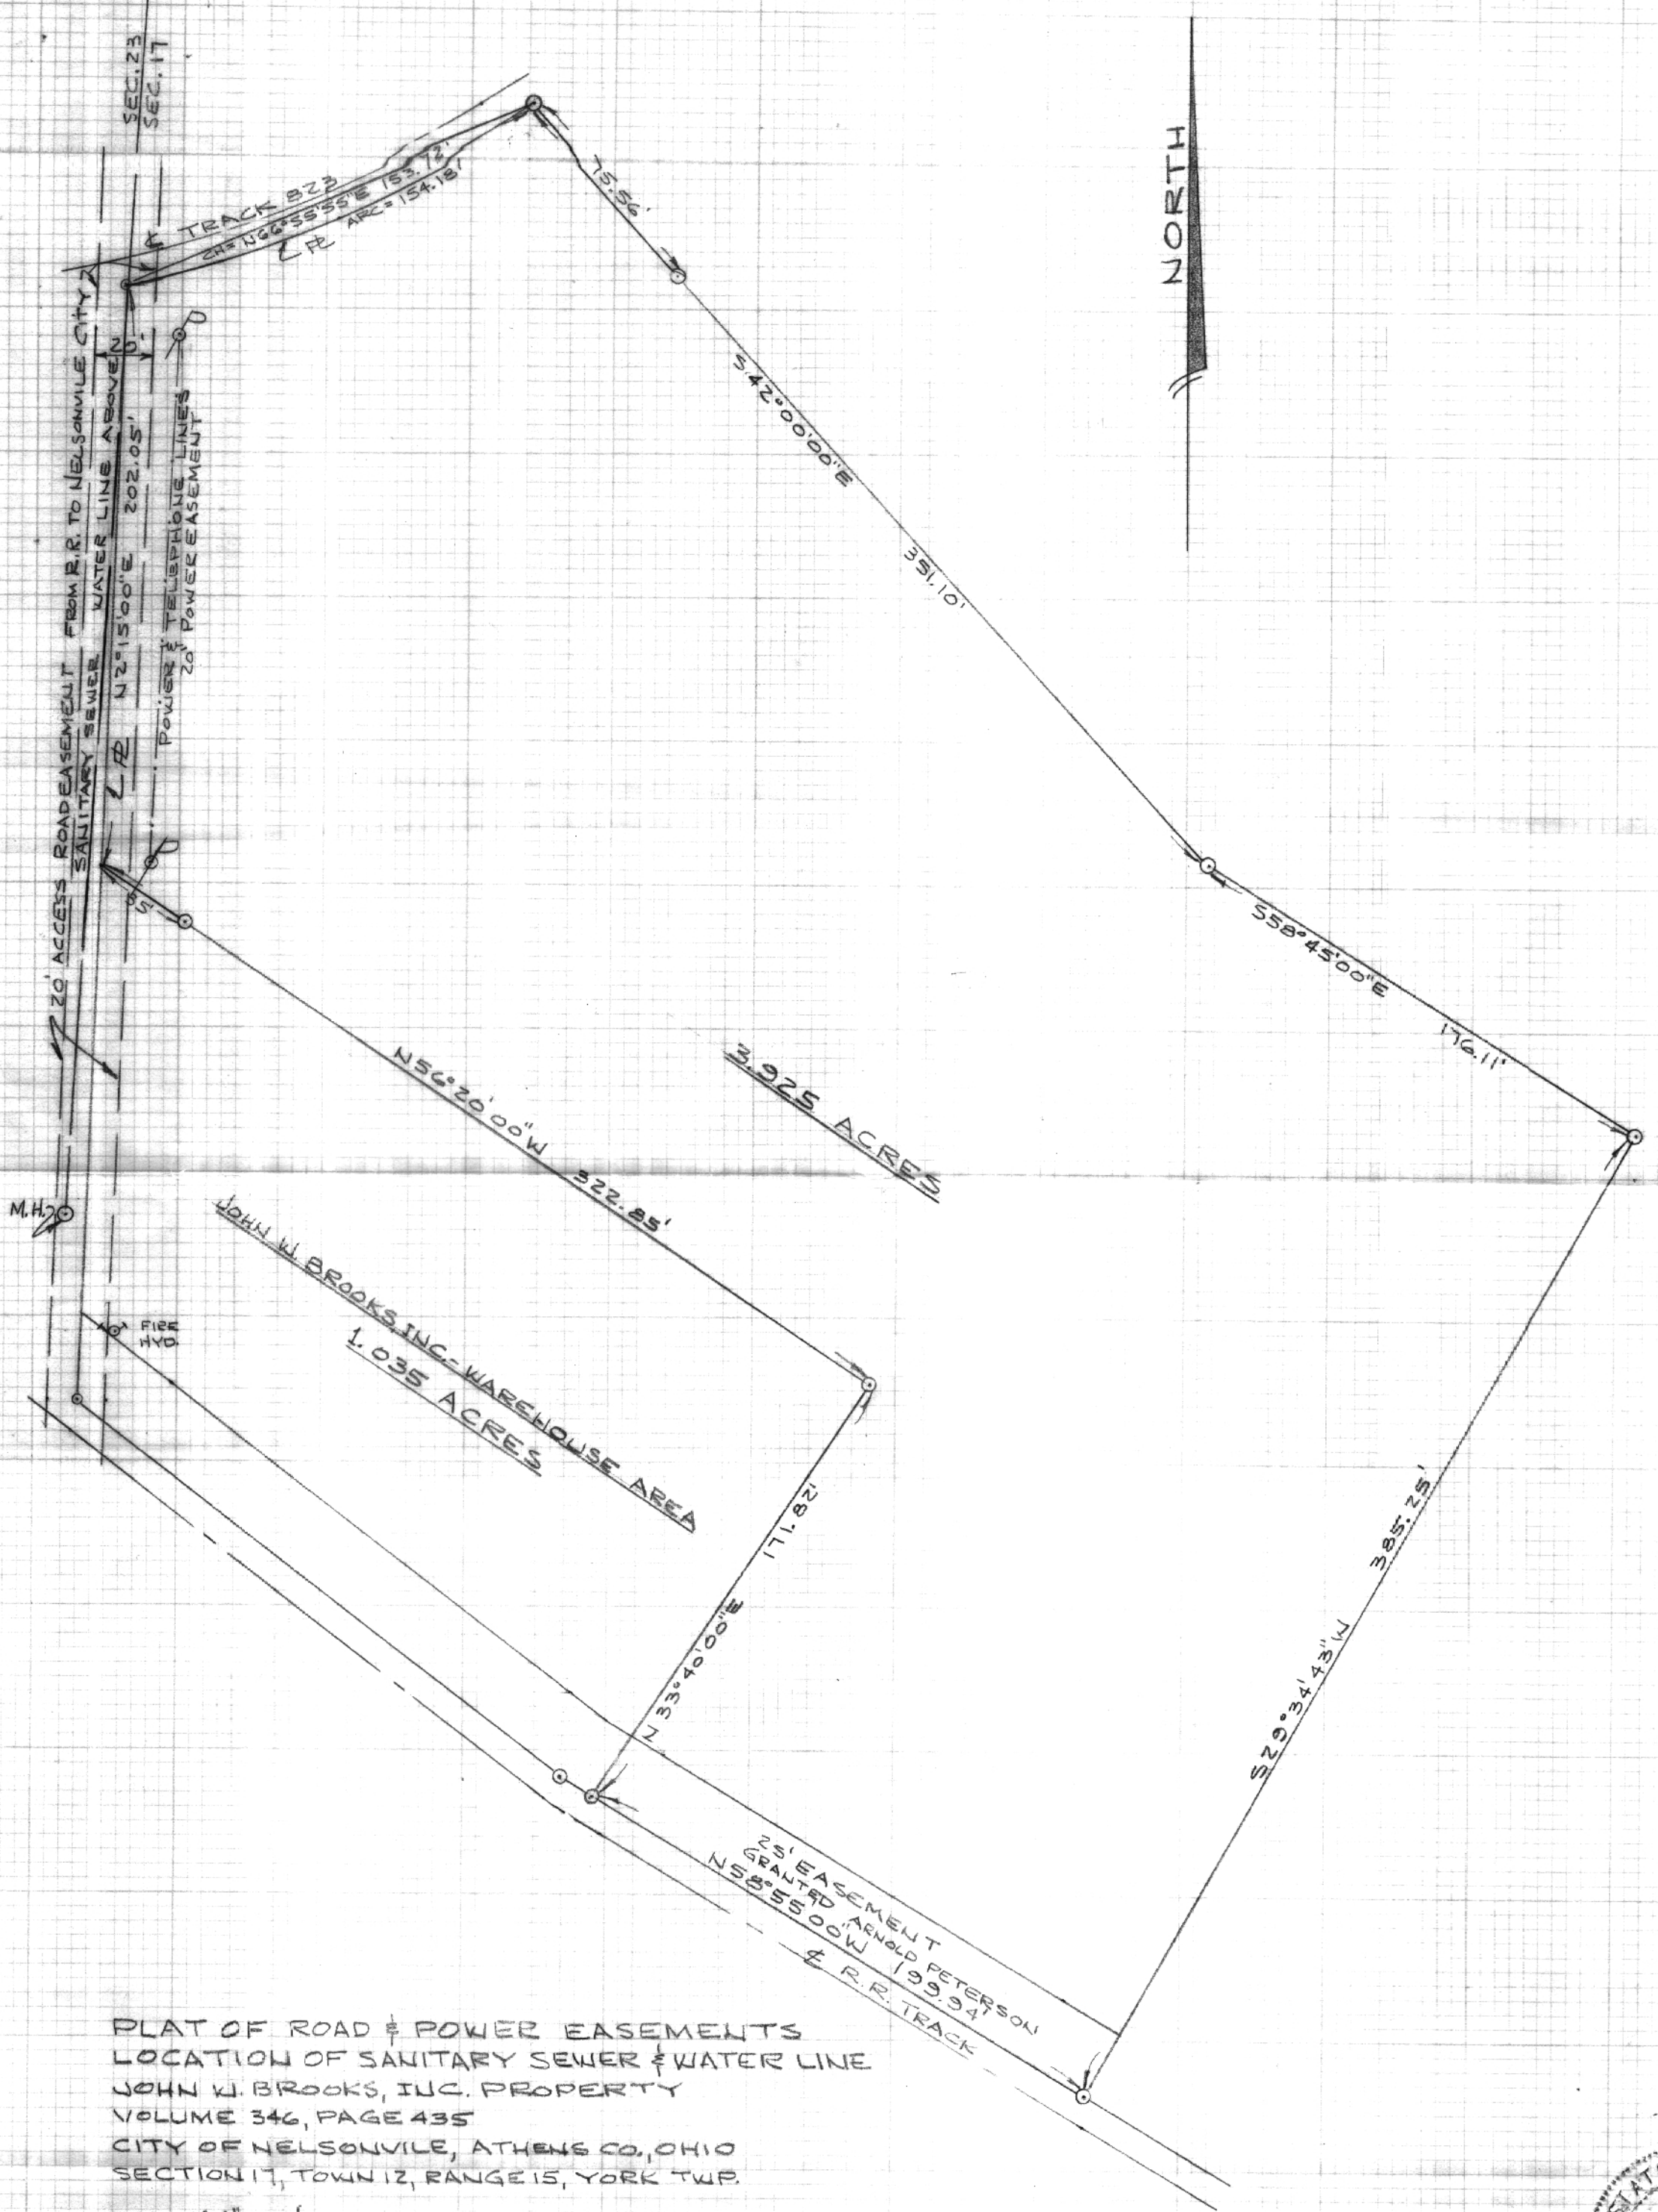 SEC. 23
SEC. 17
NORTH
℄ TRACK 823
CH= N66°55'55"E 153.72'
ARC= 154.18'
℄ ⅊
75.56'
S.42°00'00"E
351.10'
S58°45'00"E
176.11'
S29°34'43"W
385.25'
20'
20' ACCESS ROAD EASEMENT FROM R.R. TO NELSONVILE CITY
SANITARY SEWER
WATER LINE ABOVE
N2°15'00"E 202.05'
⅊
POWER & TELEPHONE LINES
20' POWER EASEMENT
35'
N56°20'00"W 322.85'
3.925 ACRES
M.H.
FIRE
HYD.
JOHN W. BROOKS, INC.- WAREHOUSE AREA
1.035 ACRES
171.82'
N 33°40'00"E
25' EASEMENT
GRANTED ARNOLD PETERSON
N58°55'00"W 199.94'
℄ R.R. TRACK
PLAT OF ROAD & POWER EASEMENTS
LOCATION OF SANITARY SEWER & WATER LINE
JOHN W. BROOKS, INC. PROPERTY
VOLUME 346, PAGE 435
CITY OF NELSONVILE, ATHENS CO., OHIO
SECTION 17, TOWN 12, RANGE 15, YORK TWP.